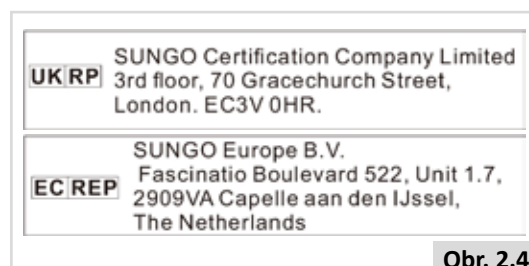 UK RP
SUNGO Certification Company Limited
3rd floor, 70 Gracechurch Street,
London. EC3V 0HR.
EC REP
SUNGO Europe B.V.
Fascinatio Boulevard 522, Unit 1.7,
2909VA Capelle aan den IJssel,
The Netherlands
Obr. 2.4